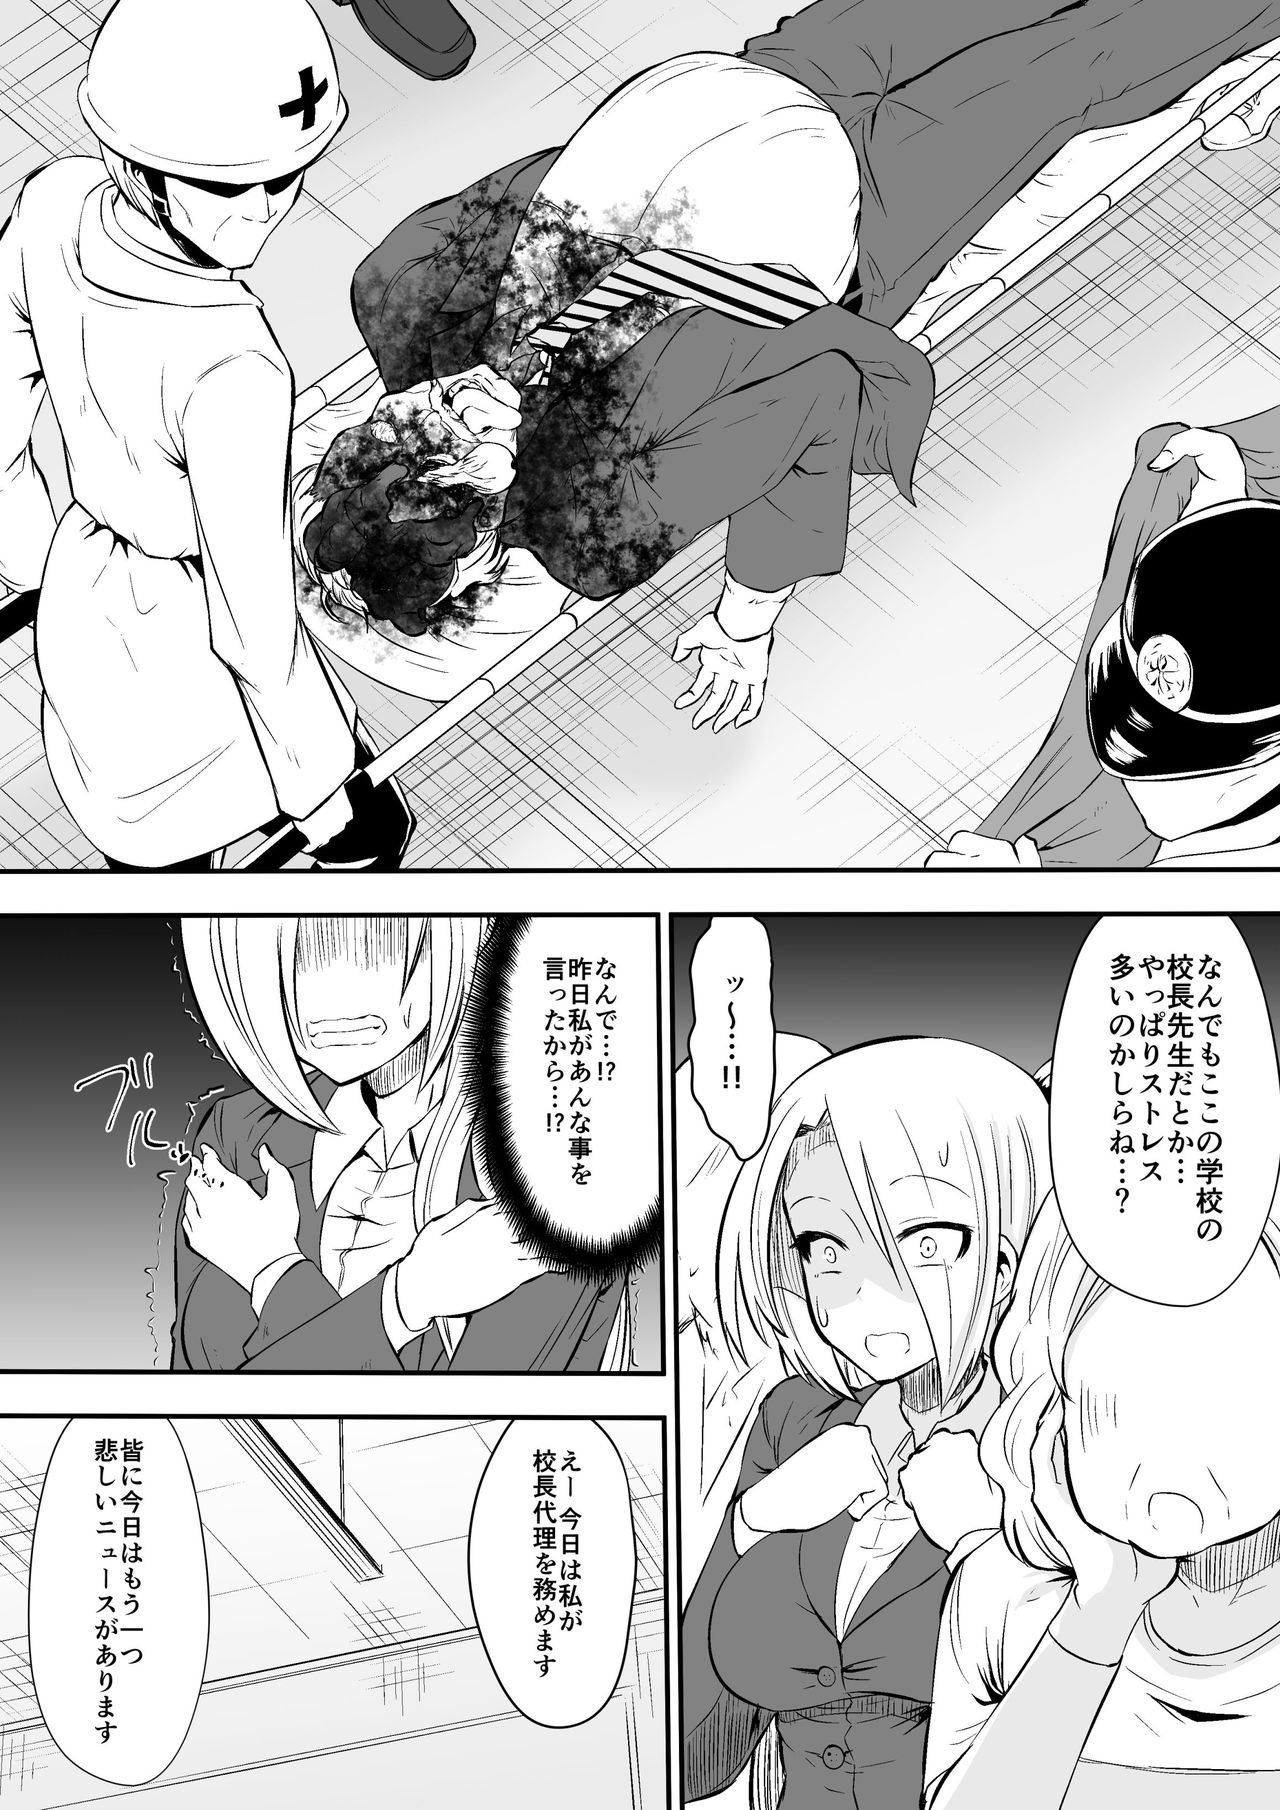 なんでもここの学校の
校長先生だとか…
やっぱりストレス
多いのかしらね…?
ッ〜…!!
なんで…!?
昨日私があんな事を
言ったから…!?
ブルッ
えー今日は私が
校長代理を務めます
皆に今日はもう一つ
悲しいニュースがあります